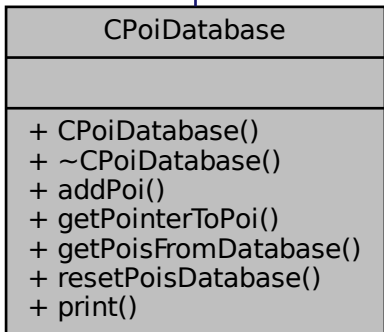 CPoiDatabase
+ CPoiDatabase()
+ ~CPoiDatabase()
+ addPoi()
+ getPointerToPoi()
+ getPoisFromDatabase()
+ resetPoisDatabase()
+ print()